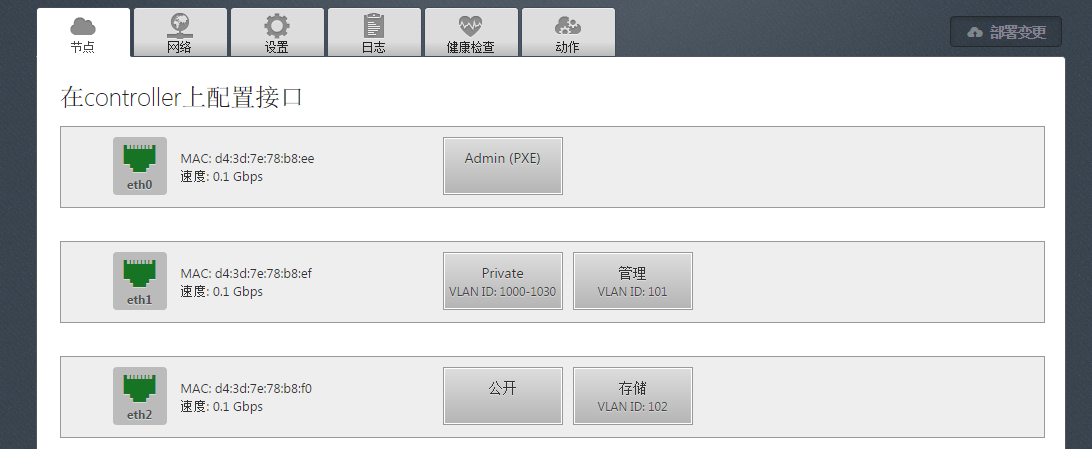 节点
网络
设置
日志
健康检查
动作
部署变更
在controller上配置接口
eth0
MAC: d4:3d:7e:78:b8:ee
速度: 0.1 Gbps
Admin (PXE)
eth1
MAC: d4:3d:7e:78:b8:ef
速度: 0.1 Gbps
Private
VLAN ID: 1000-1030
管理
VLAN ID: 101
eth2
MAC: d4:3d:7e:78:b8:f0
速度: 0.1 Gbps
公开
存储
VLAN ID: 102